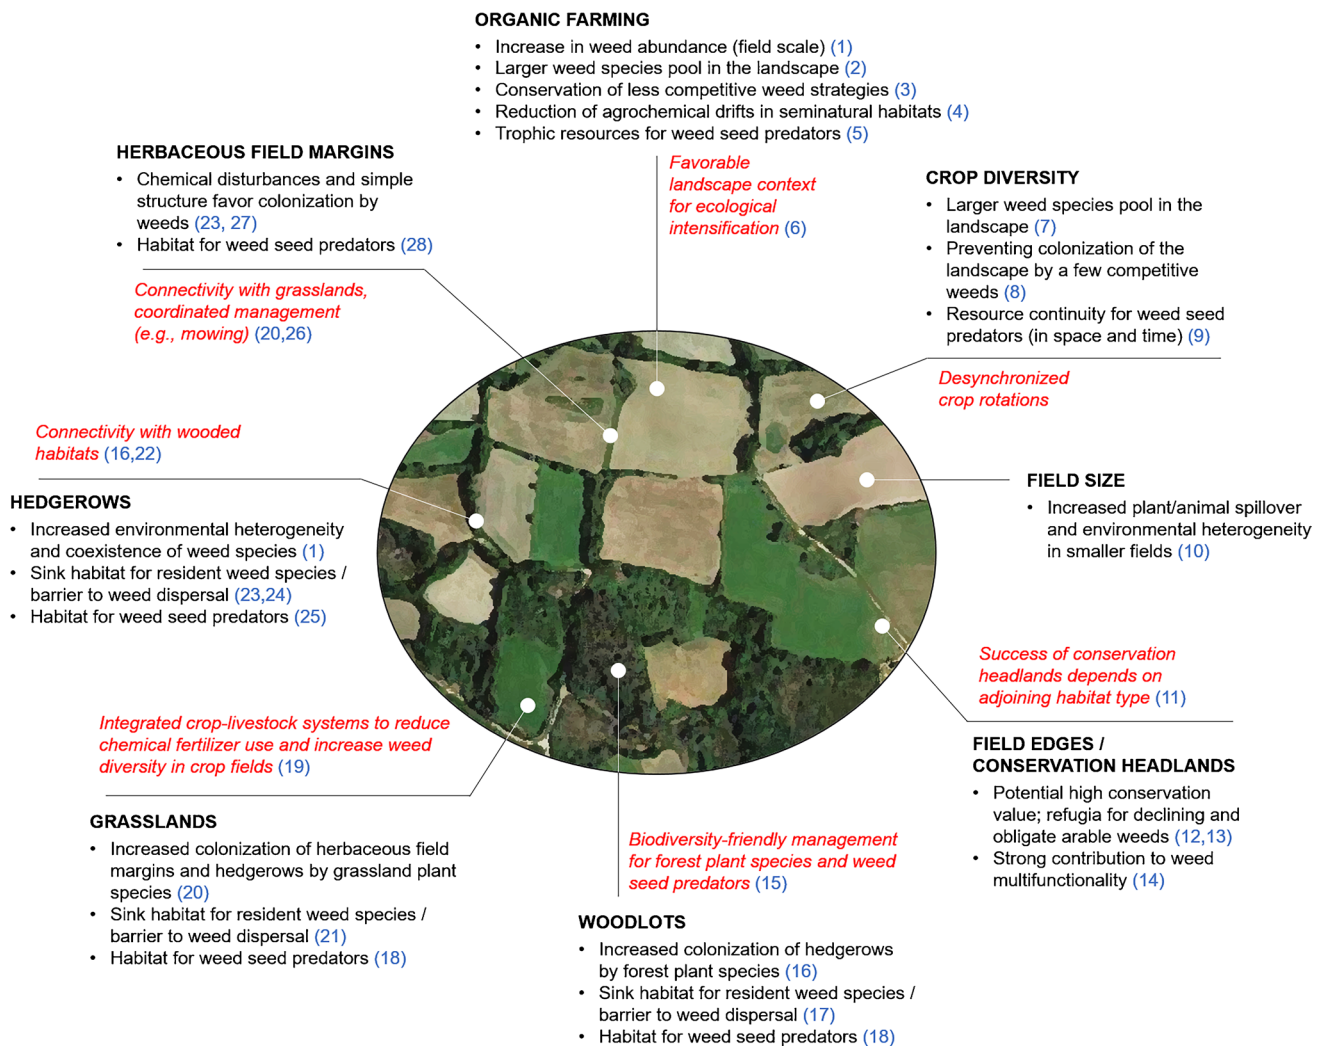 ORGANIC FARMING
• Increase in weed abundance (field scale) (1)
• Larger weed species pool in the landscape (2)
• Conservation of less competitive weed strategies (3)
• Reduction of agrochemical drifts in seminatural habitats (4)
• Trophic resources for weed seed predators (5)
Favorable
landscape context
for ecological
intensification (6)
HERBACEOUS FIELD MARGINS
• Chemical disturbances and simple
structure favor colonization by
weeds (23, 27)
• Habitat for weed seed predators (28)
Connectivity with grasslands,
coordinated management
(e.g., mowing) (20,26)
CROP DIVERSITY
• Larger weed species pool in the
landscape (7)
• Preventing colonization of the
landscape by a few competitive
weeds (8)
• Resource continuity for weed seed
predators (in space and time) (9)
Desynchronized
crop rotations
Connectivity with wooded
habitats (16,22)
HEDGEROWS
• Increased environmental heterogeneity
and coexistence of weed species (1)
• Sink habitat for resident weed species /
barrier to weed dispersal (23,24)
• Habitat for weed seed predators (25)
FIELD SIZE
• Increased plant/animal spillover
and environmental heterogeneity
in smaller fields (10)
Success of conservation
headlands depends on
adjoining habitat type (11)
FIELD EDGES /
CONSERVATION HEADLANDS
• Potential high conservation
value; refugia for declining and
obligate arable weeds (12,13)
• Strong contribution to weed
multifunctionality (14)
Integrated crop-livestock systems to reduce
chemical fertilizer use and increase weed
diversity in crop fields (19)
GRASSLANDS
• Increased colonization of herbaceous field
margins and hedgerows by grassland plant
species (20)
• Sink habitat for resident weed species /
barrier to weed dispersal (21)
• Habitat for weed seed predators (18)
Biodiversity-friendly management
for forest plant species and weed
seed predators (15)
WOODLOTS
• Increased colonization of hedgerows
by forest plant species (16)
• Sink habitat for resident weed species /
barrier to weed dispersal (17)
• Habitat for weed seed predators (18)